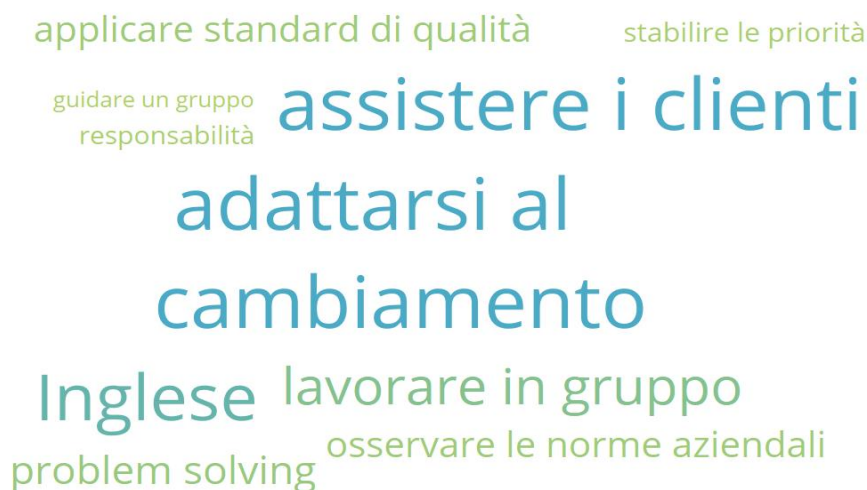 applicare standard di qualità
stabilire le priorità
guidare un gruppo
responsabilità
assistere i clienti
adattarsi al
cambiamento
Inglese
lavorare in gruppo
osservare le norme aziendali
problem solving